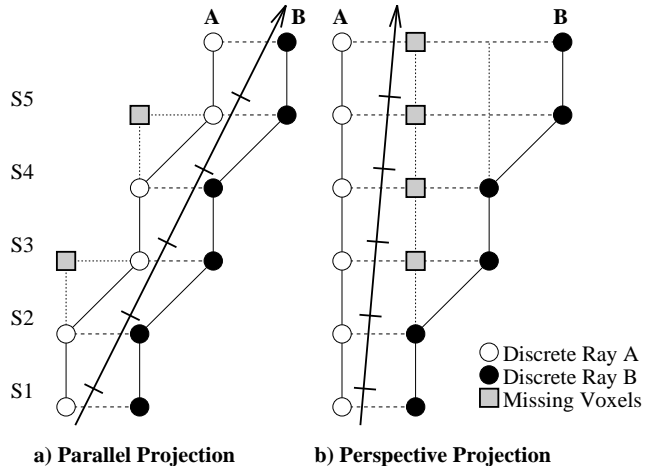 A B A B
S5
S4
S3
S2
S1
Discrete Ray A
Discrete Ray B
Missing Voxels
a) Parallel Projection b) Perspective Projection